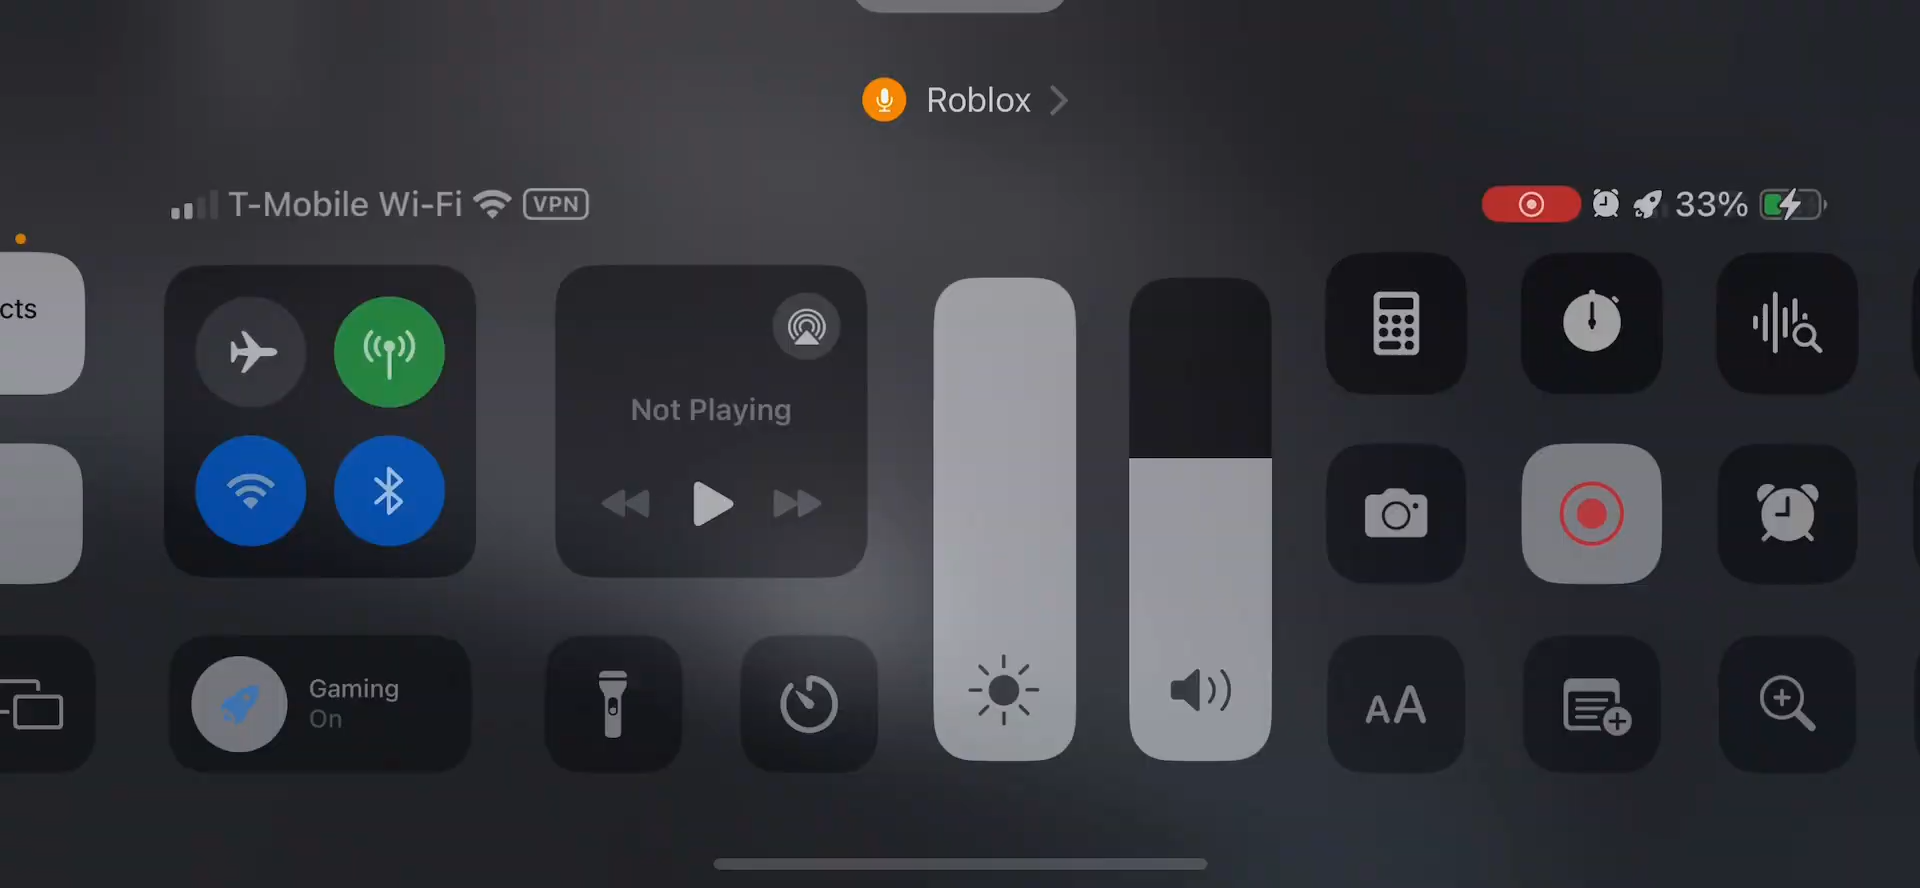 Roblox
T-Mobile Wi-Fi VPN
33%
cts
Not Playing
Gaming
On
AA